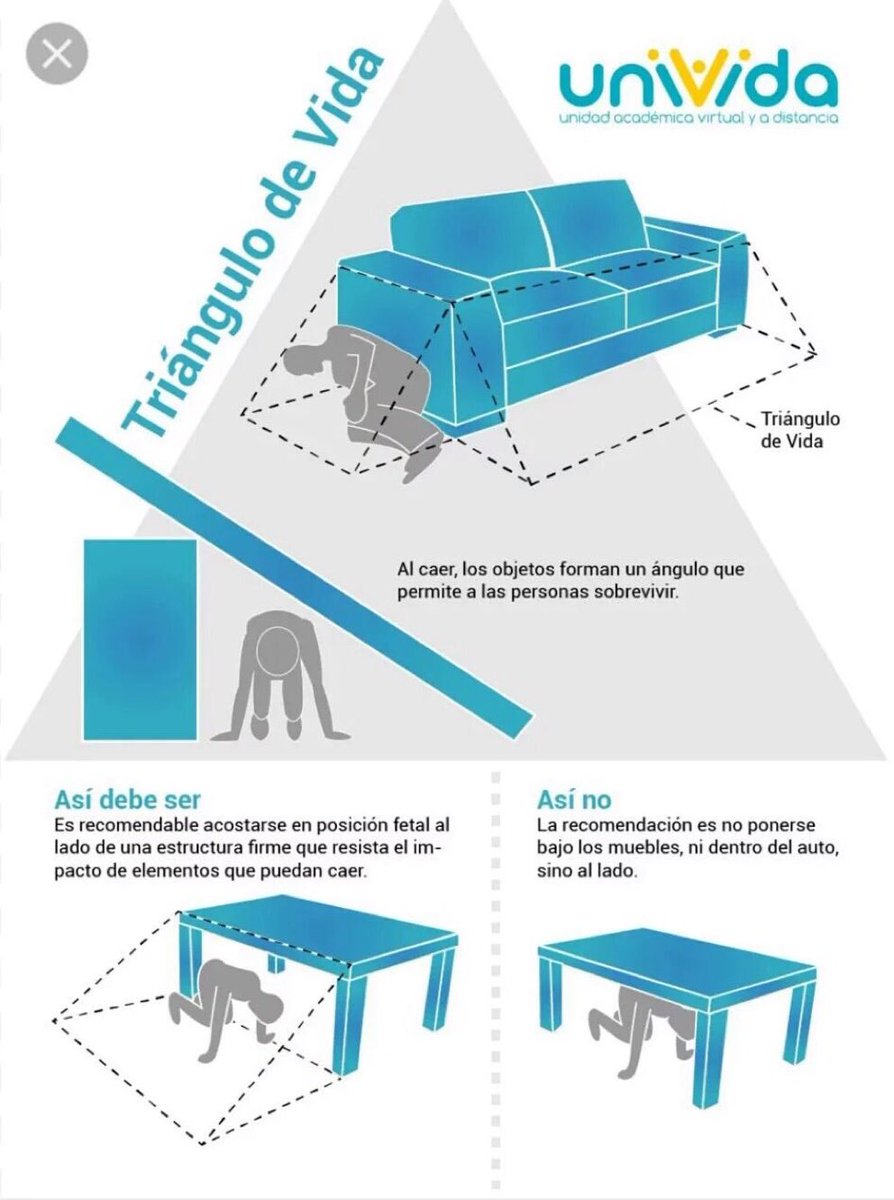 Triángulo de Vida
univida
unidad académica virtual y a distancia
Triángulo
de Vida
Al caer, los objetos forman un ángulo que
permite a las personas sobrevivir.
Así debe ser
Es recomendable acostarse en posición fetal al
lado de una estructura firme que resista el im-
pacto de elementos que puedan caer.
Así no
La recomendación es no ponerse
bajo los muebles, ni dentro del auto,
sino al lado.